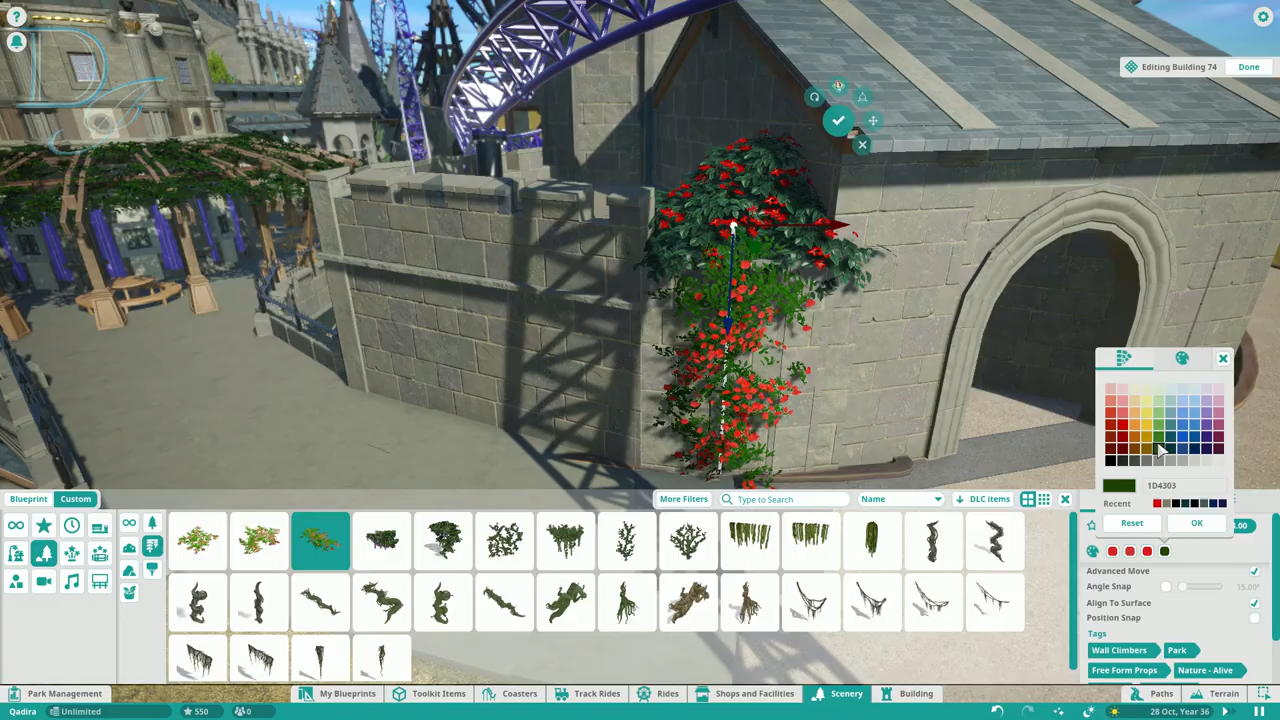 ?
Editing Building 74
Done
1D4303
Recent
Reset
OK
Blueprint
Custom
More Filters
Type to Search
Name
DLC items
Advanced Move
Angle Snap
15.00°
Align To Surface
Position Snap
Tags
Wall Climbers
Park
Free Form Props
Nature - Alive
Park Management
My Blueprints
Toolkit Items
Coasters
Track Rides
Rides
Shops and Facilities
Scenery
Building
Paths
Terrain
Qadira
Unlimited
550
0
28 Oct, Year 36